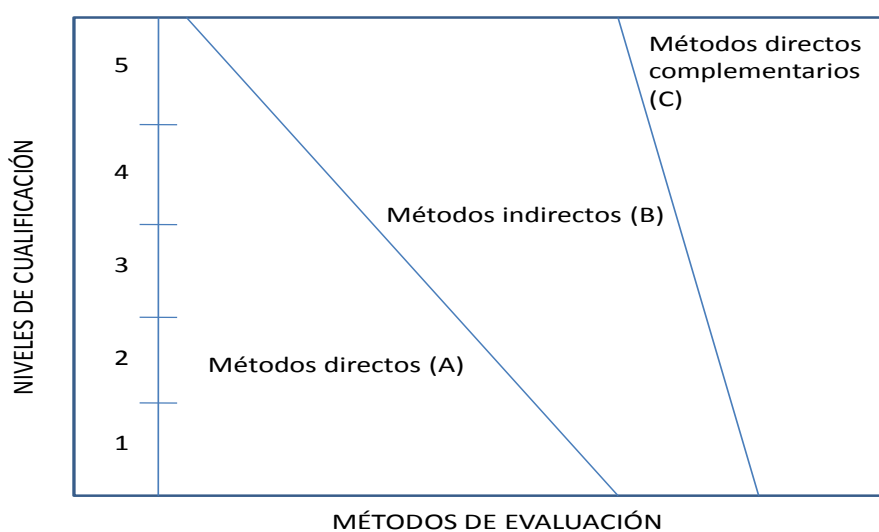 Métodos directos
complementarios
(C)
5
4
Métodos indirectos (B)
3
2
Métodos directos (A)
1
NIVELES DE CUALIFICACIÓN
MÉTODOS DE EVALUACIÓN